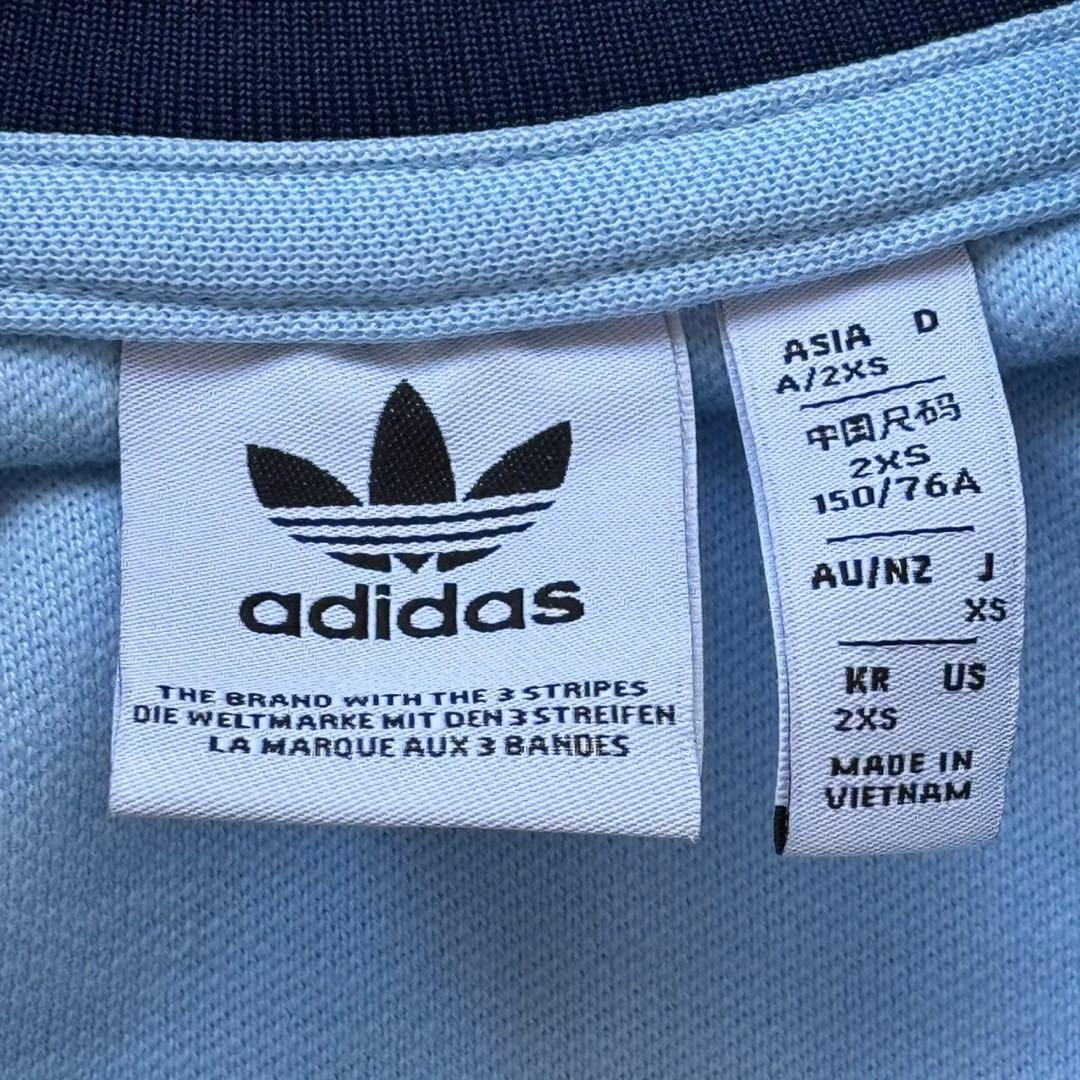 adidas
THE BRAND WITH THE 3 STRIPES
DIE WELTMARKE MIT DEN 3 STREIFEN
LA MARQUE AUX 3 BANDES
ASIA D
A/2XS
中国尺码
2XS
150/76A
AU/NZ J
XS
KR US
2XS
MADE IN
VIETNAM